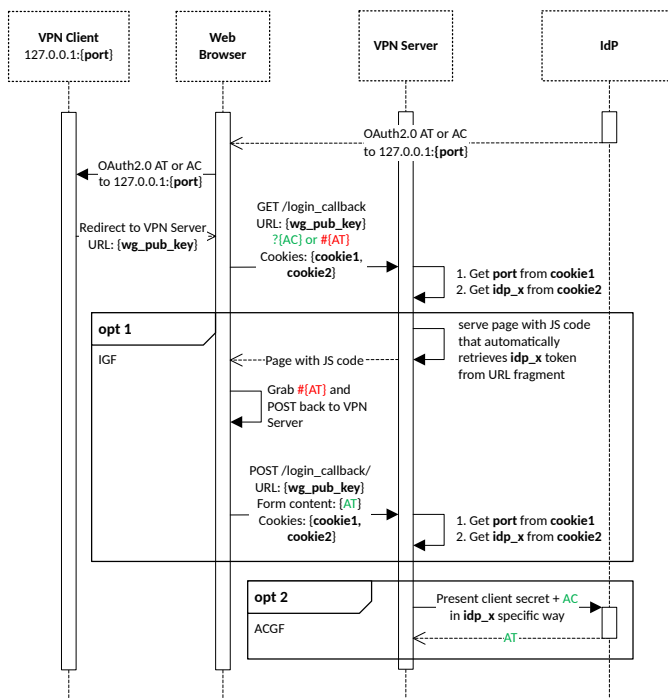 VPN Client
127.0.0.1:{port}
Web
Browser
VPN Server
IdP
OAuth2.0 AT or AC
to 127.0.0.1:{port}
OAuth2.0 AT or AC
to 127.0.0.1:{port}
Redirect to VPN Server
URL: {wg_pub_key}
GET /login_callback
URL: {wg_pub_key}
?{AC} or #{AT}
Cookies: {cookie1,
cookie2}
1. Get port from cookie1
2. Get idp_x from cookie2
opt 1
IGF
serve page with JS code
that automatically
retrieves idp_x token
from URL fragment
Page with JS code
Grab #{AT} and
POST back to VPN
Server
POST /login_callback/
URL: {wg_pub_key}
Form content: {AT}
Cookies: {cookie1,
cookie2}
1. Get port from cookie1
2. Get idp_x from cookie2
opt 2
ACGF
Present client secret + AC
in idp_x specific way
AT